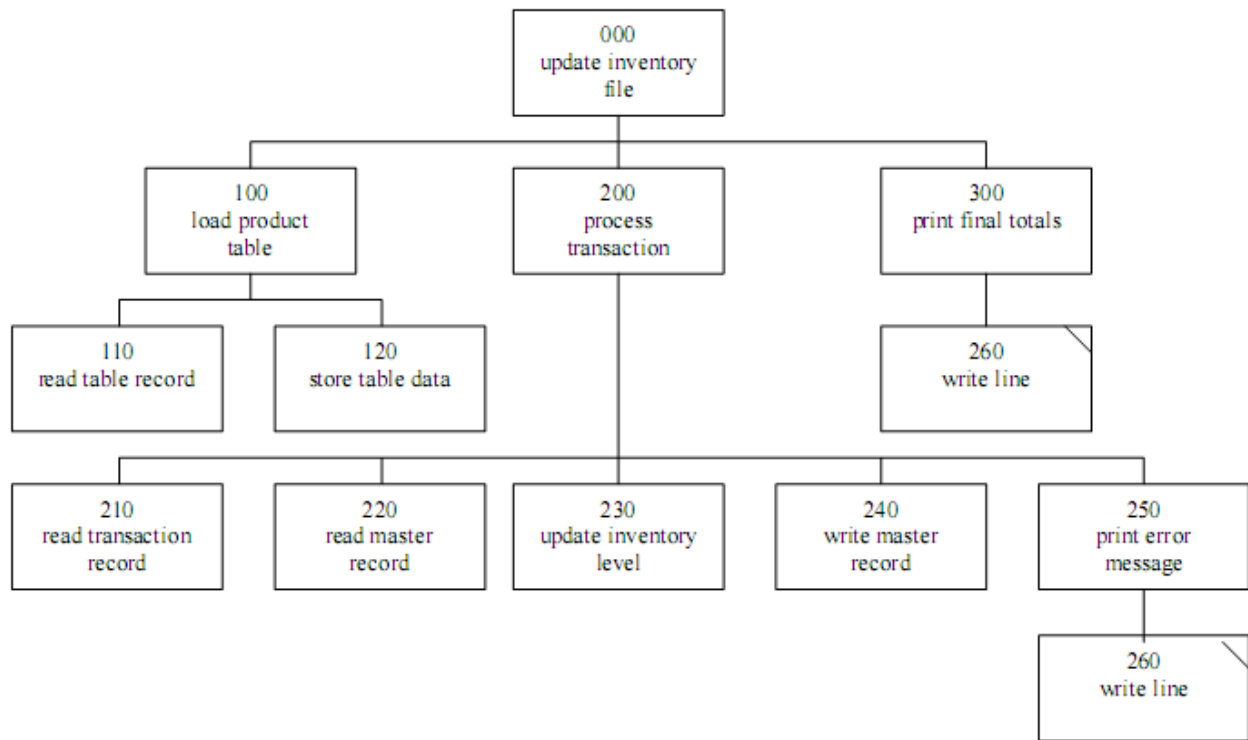 000
update inventory
file
100
load product
table
200
process
transaction
300
print final totals
110
read table record
120
store table data
260
write line
210
read transaction
record
220
read master
record
230
update inventory
level
240
write master
record
250
print error
message
260
write line